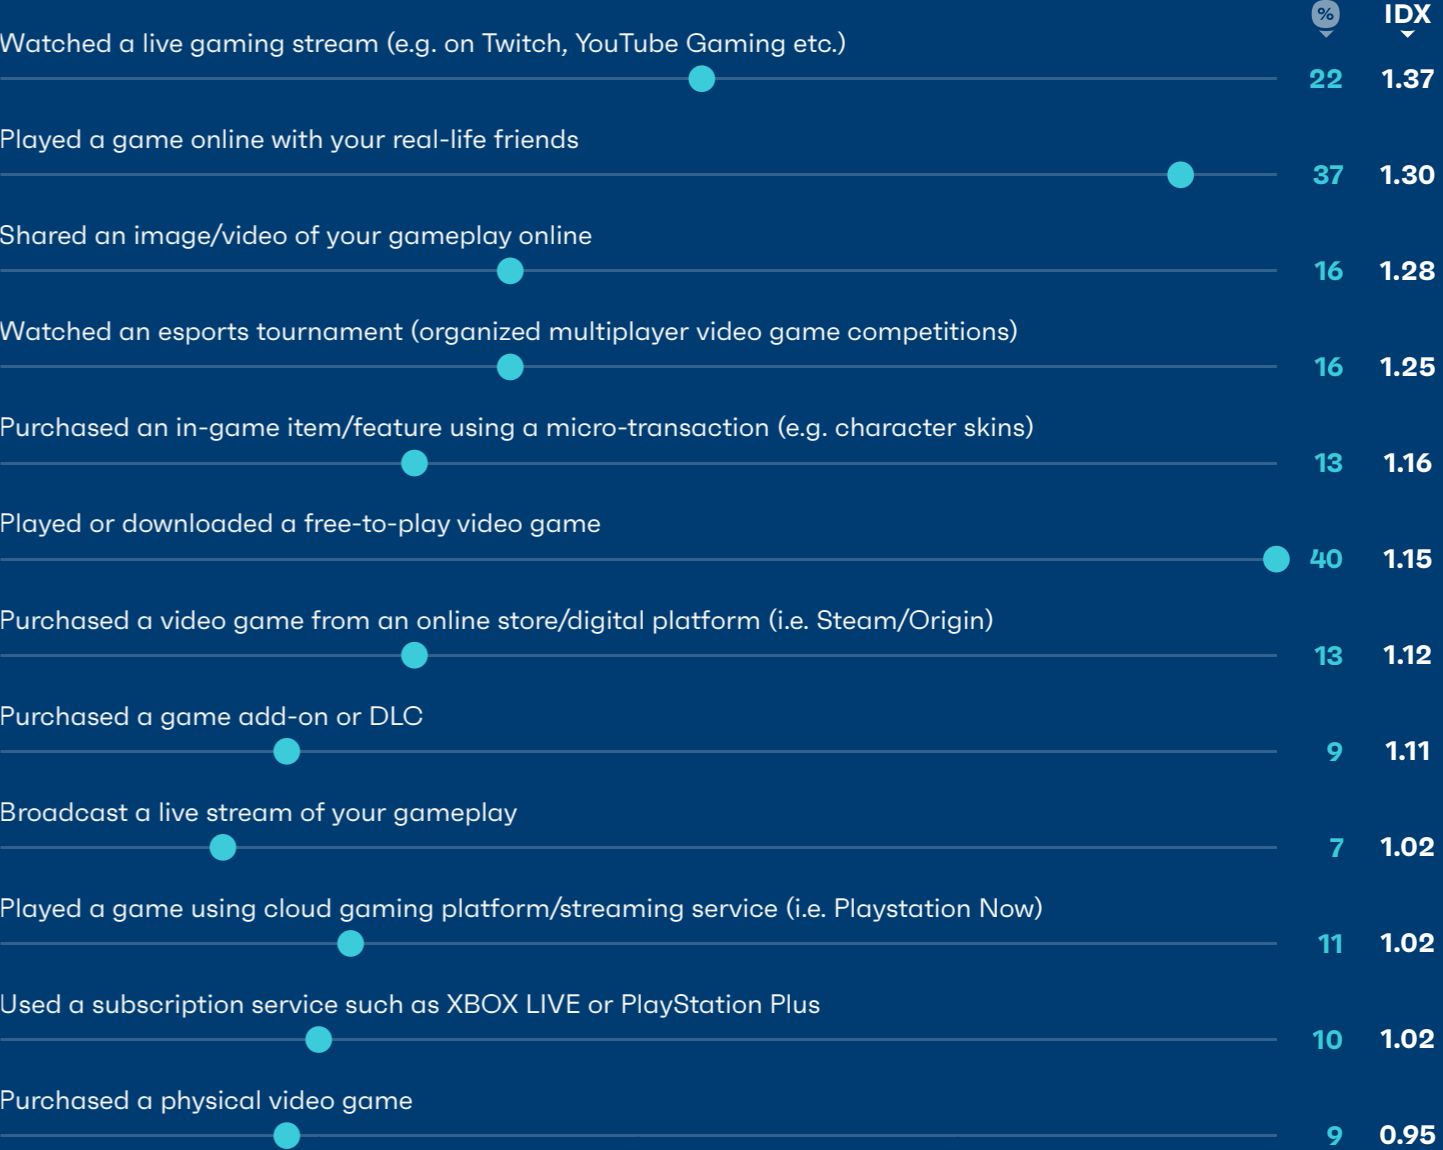 % IDX
Watched a live gaming stream (e.g. on Twitch, YouTube Gaming etc.)
22 1.37
Played a game online with your real-life friends
37 1.30
Shared an image/video of your gameplay online
16 1.28
Watched an esports tournament (organized multiplayer video game competitions)
16 1.25
Purchased an in-game item/feature using a micro-transaction (e.g. character skins)
13 1.16
Played or downloaded a free-to-play video game
40 1.15
Purchased a video game from an online store/digital platform (i.e. Steam/Origin)
13 1.12
Purchased a game add-on or DLC
9 1.11
Broadcast a live stream of your gameplay
7 1.02
Played a game using cloud gaming platform/streaming service (i.e. Playstation Now)
11 1.02
Used a subscription service such as XBOX LIVE or PlayStation Plus
10 1.02
Purchased a physical video game
9 0.95